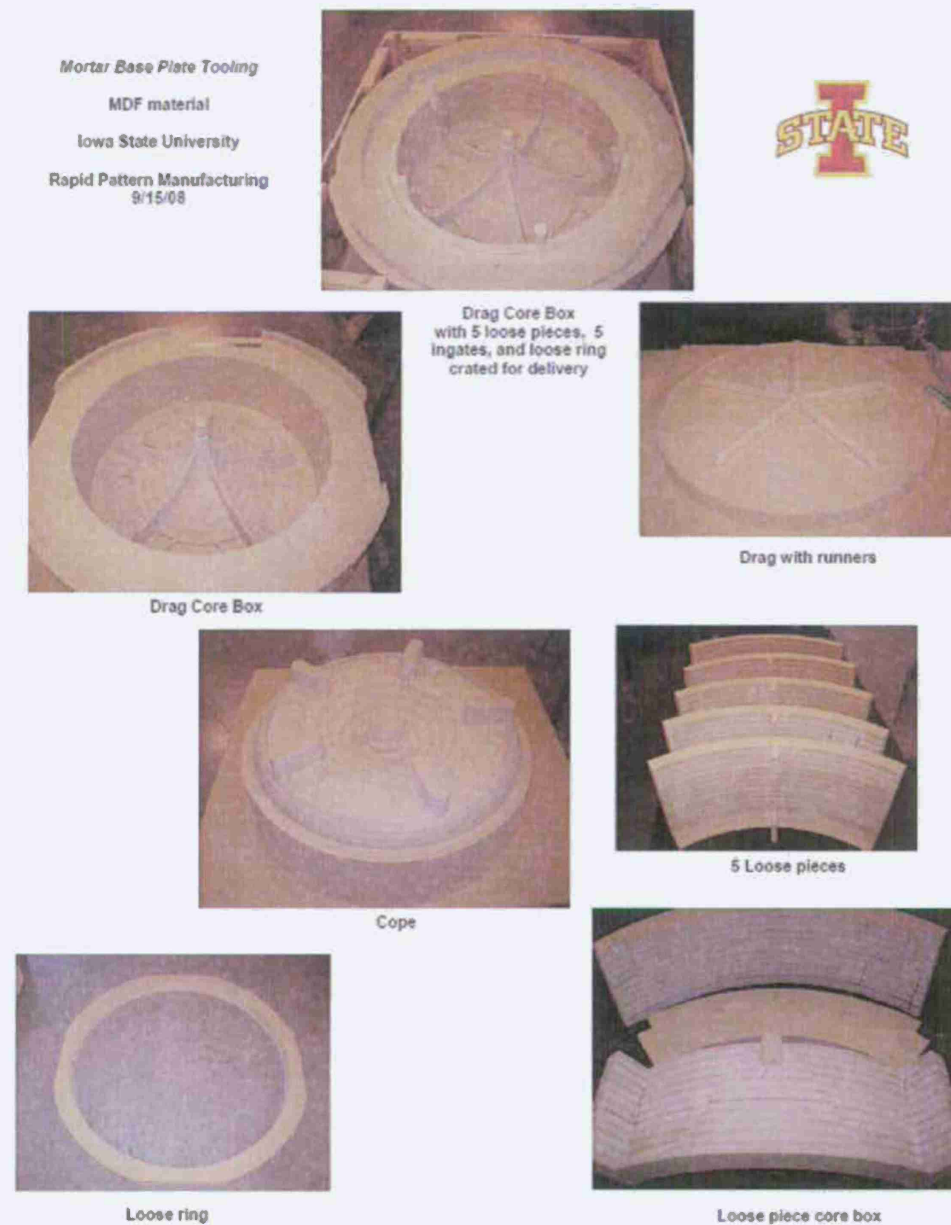 Mortar Base Plate Tooling
MDF material
Iowa State University
Rapid Pattern Manufacturing
9/15/08
I
STATE
Drag Core Box
with 5 loose pieces, 5
ingates, and loose ring
crated for delivery
Drag Core Box
Drag with runners
Cope
5 Loose pieces
Loose ring
Loose piece core box